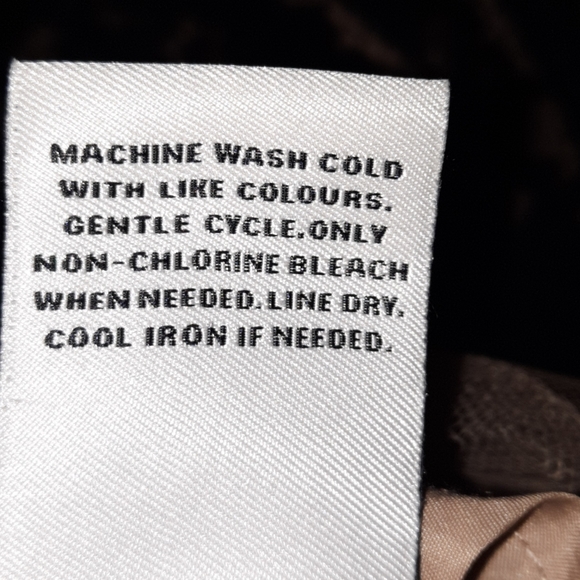 MACHINE WASH COLD
WITH LIKE COLOURS.
GENTLE CYCLE.ONLY
NON-CHLORINE BLEACH
WHEN NEEDED.LINE DRY.
COOL IRON IF NEEDED.